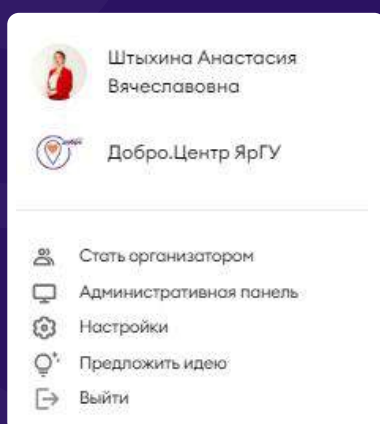 Штыхина Анастасия
Вячеславовна
Добро.Центр ЯрГУ
Стать организатором
Административная панель
Настройки
Предложить идею
Выйти